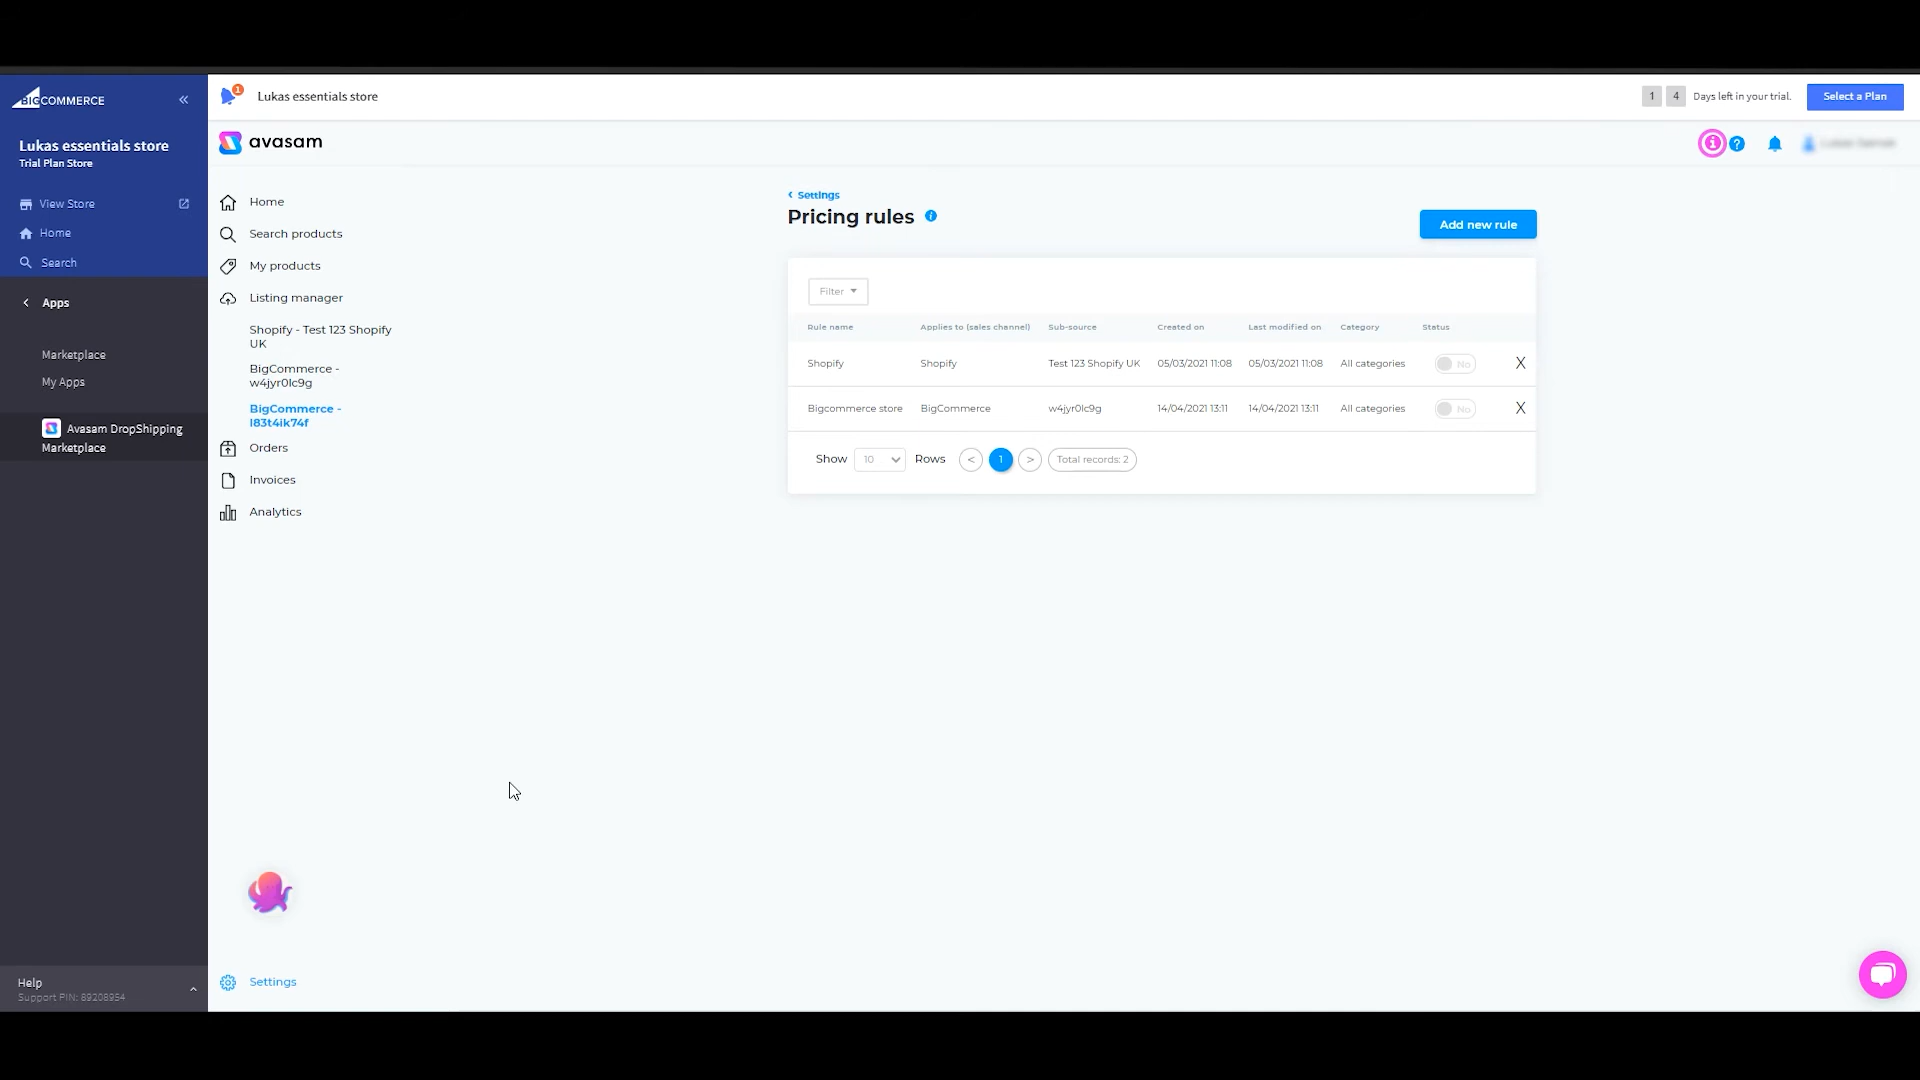 BIGCOMMERCE
«
1
Lukas essentials store
1 4 Days left in your trial.
Select a Plan
Lukas essentials store
Trial Plan Store
View Store
Home
Search
Apps
Marketplace
My Apps
Avasam DropShipping
Marketplace
Help
Support PIN: 89208954
avasam
?
Home
Search products
My products
Listing manager
Shopify - Test 123 Shopify
UK
BigCommerce -
w4jyr0lc9g
BigCommerce -
l83t4ik74f
Orders
Invoices
Analytics
Settings
‹ Settings
Pricing rules i
Add new rule
Filter
Rule name Applies to (sales channel) Sub-source Created on Last modified on Category Status
Shopify Shopify Test 123 Shopify UK 05/03/2021 11:08 05/03/2021 11:08 All categories No X
Bigcommerce store BigCommerce w4jyr0lc9g 14/04/2021 13:11 14/04/2021 13:11 All categories No X
Show 10 Rows < 1 > Total records: 2